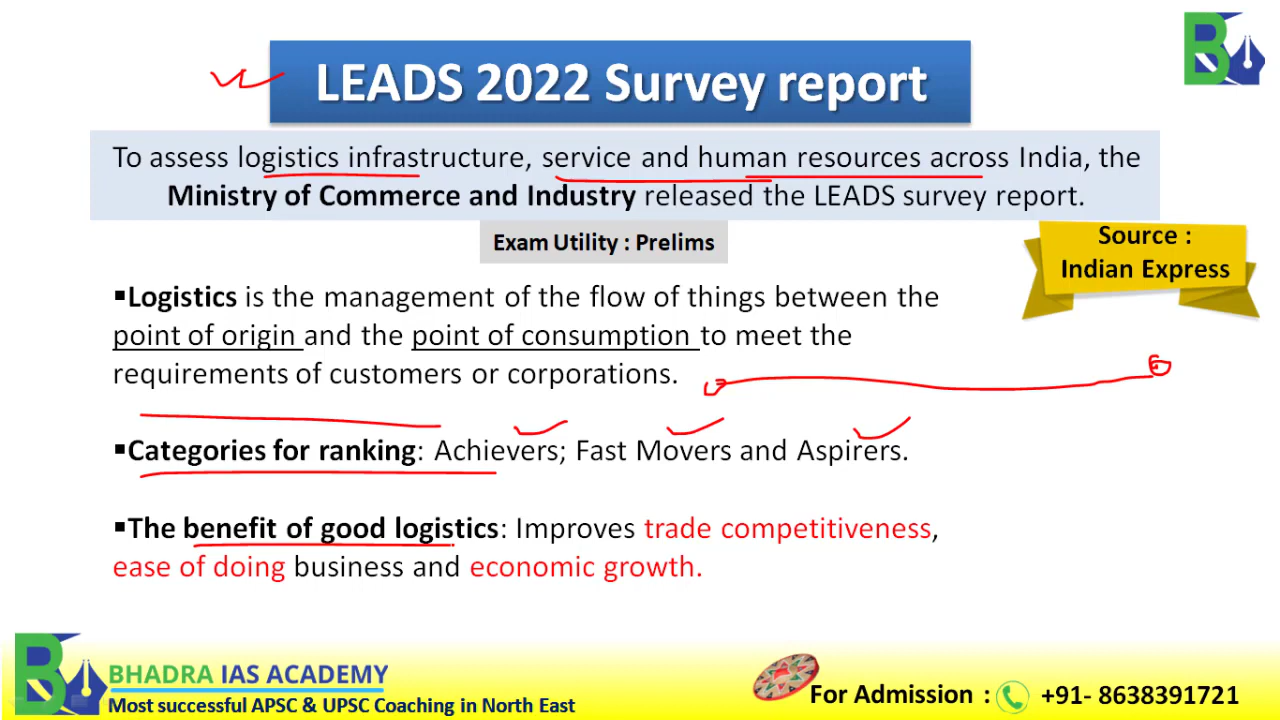 LEADS 2022 Survey report
To assess logistics infrastructure, service and human resources across India, the
Ministry of Commerce and Industry released the LEADS survey report.
Exam Utility : Prelims
Source :
Indian Express
▪Logistics is the management of the flow of things between the
point of origin and the point of consumption to meet the
requirements of customers or corporations.
▪Categories for ranking: Achievers; Fast Movers and Aspirers.
▪The benefit of good logistics: Improves trade competitiveness,
ease of doing business and economic growth.
BHADRA IAS ACADEMY
Most successful APSC & UPSC Coaching in North East
For Admission : +91- 8638391721